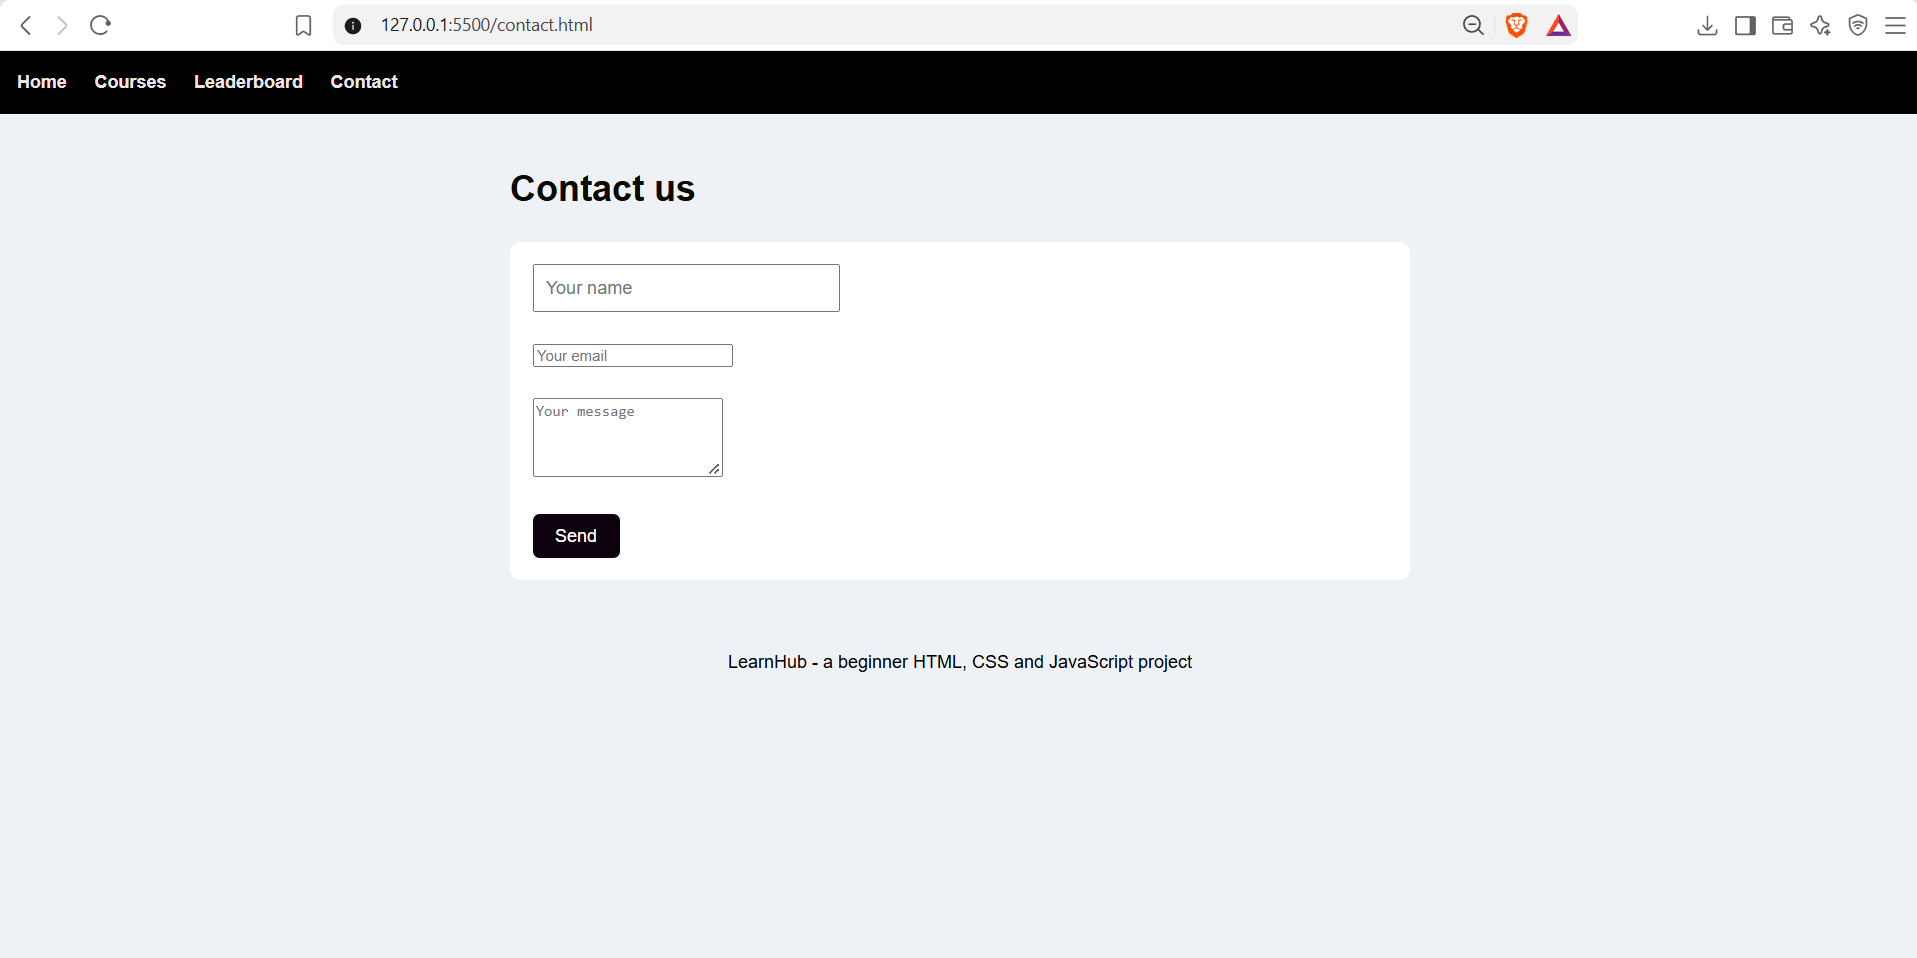 127.0.0.1:5500/contact.html
Home Courses Leaderboard Contact
Contact us
Your name
Your email
Your message
Send
LearnHub - a beginner HTML, CSS and JavaScript project